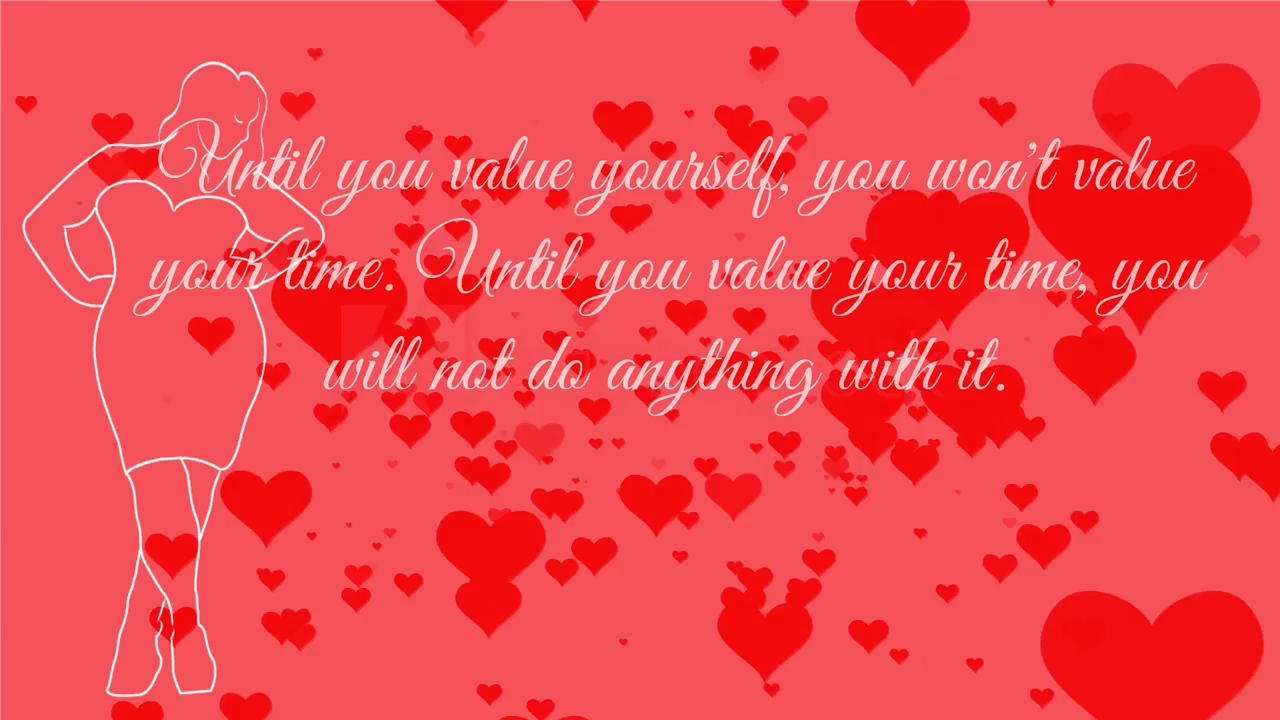 Until you value yourself, you won't value
your time. Until you value your time, you
will not do anything with it.